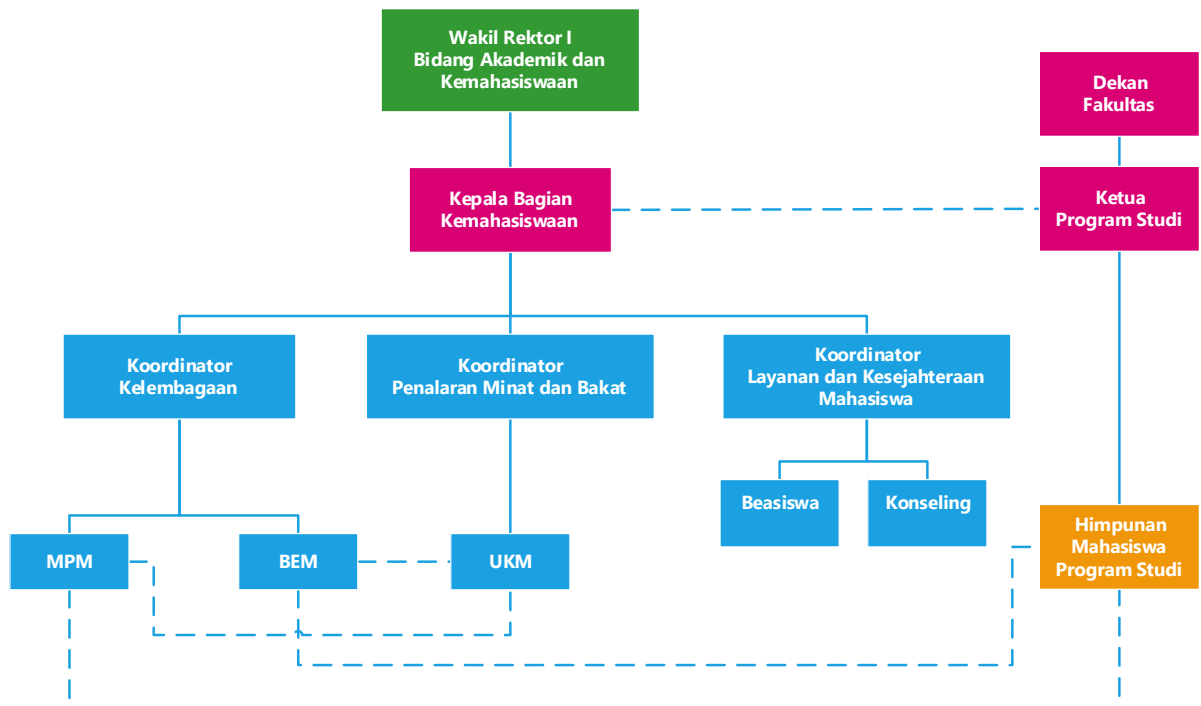 Wakil Rektor I
Bidang Akademik dan
Kemahasiswaan
Dekan
Fakultas
Kepala Bagian
Kemahasiswaan
Ketua
Program Studi
Koordinator
Kelembagaan
Koordinator
Penalaran Minat dan Bakat
Koordinator
Layanan dan Kesejahteraan
Mahasiswa
Beasiswa
Konseling
MPM
BEM
UKM
Himpunan
Mahasiswa
Program Studi